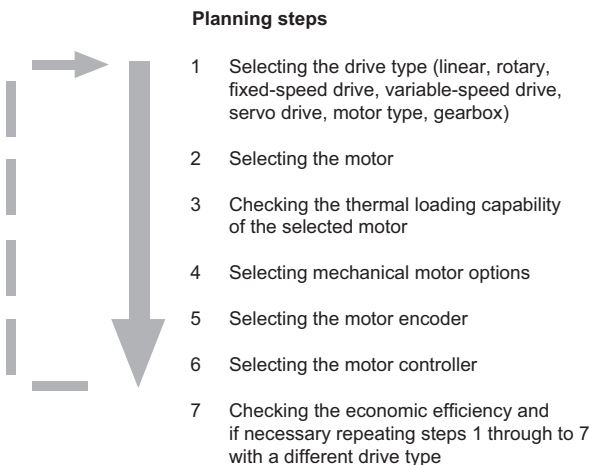 Planning steps
1 Selecting the drive type (linear, rotary,
fixed-speed drive, variable-speed drive,
servo drive, motor type, gearbox)
2 Selecting the motor
3 Checking the thermal loading capability
of the selected motor
4 Selecting mechanical motor options
5 Selecting the motor encoder
6 Selecting the motor controller
7 Checking the economic efficiency and
if necessary repeating steps 1 through to 7
with a different drive type